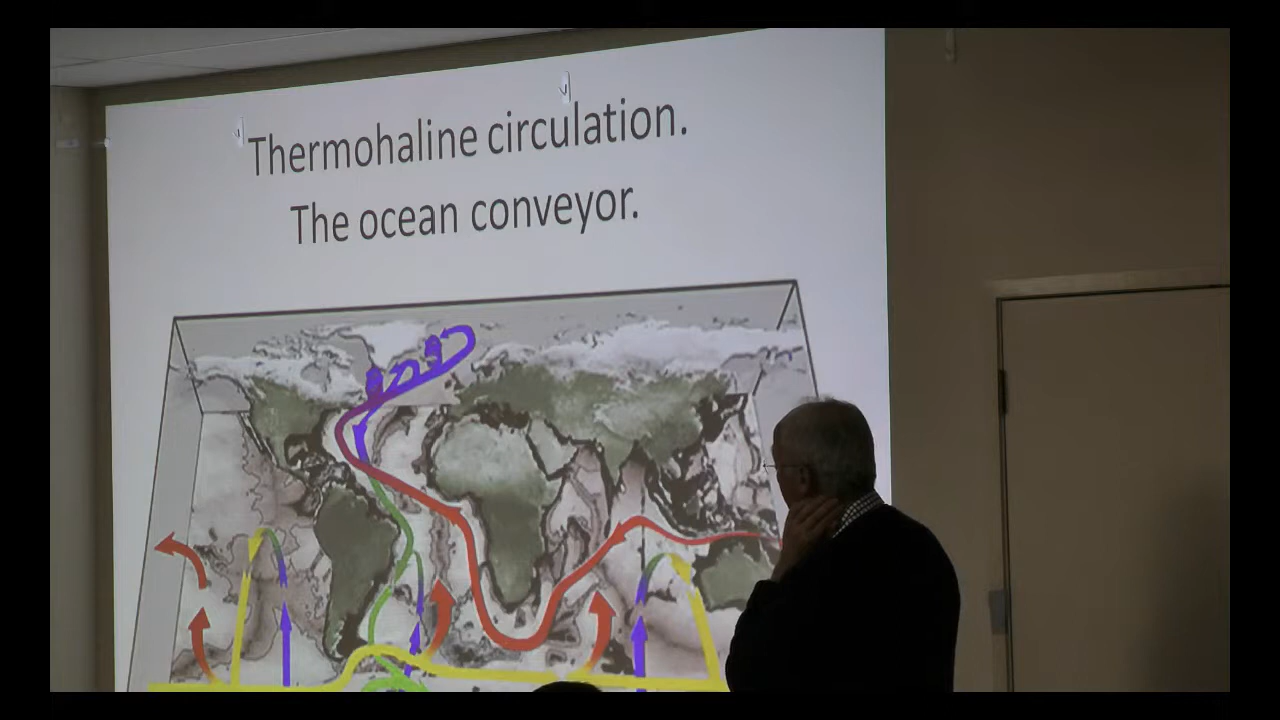 Thermohaline circulation.
The ocean conveyor.